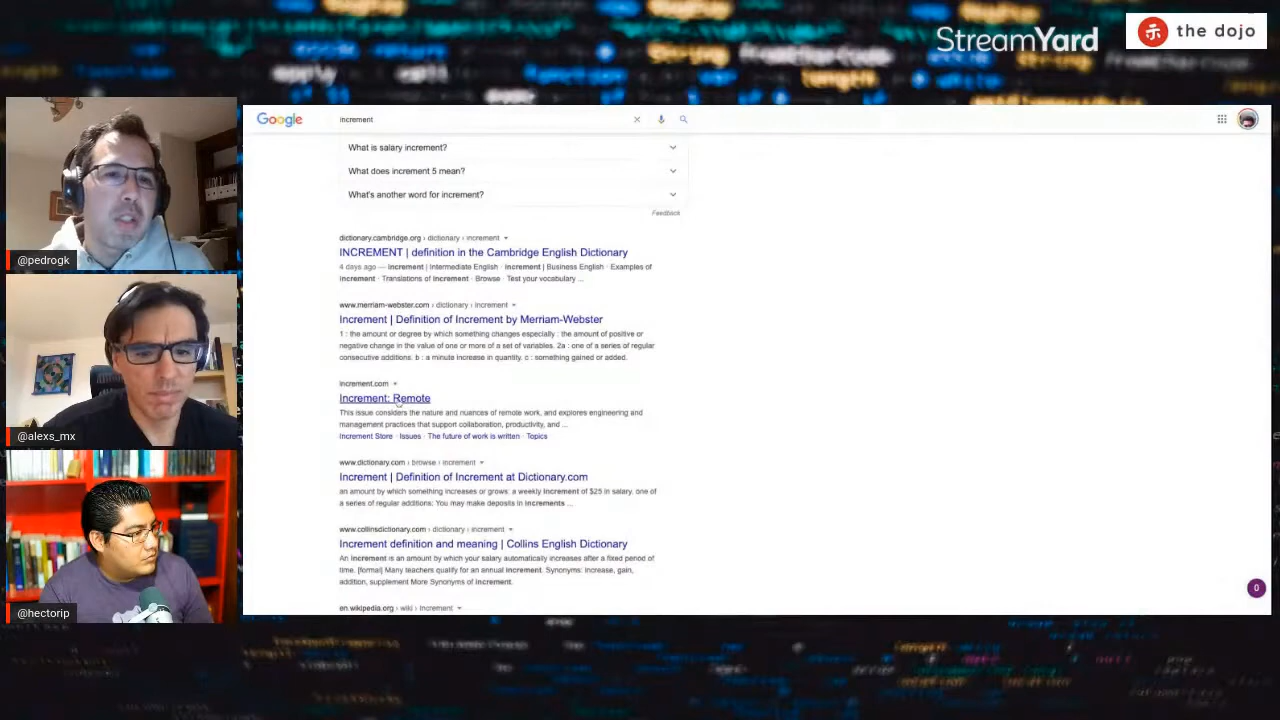 StreamYard
the dojo
Google
increment
What is salary increment?
What does increment 5 mean?
What's another word for increment?
Feedback
dictionary.cambridge.org › dictionary › increment
INCREMENT | definition in the Cambridge English Dictionary
4 days ago — increment | Intermediate English · increment | Business English · Examples of
increment · Translations of increment · Browse · Test your vocabulary ...
www.merriam-webster.com › dictionary › increment
Increment | Definition of Increment by Merriam-Webster
1 : the amount or degree by which something changes especially : the amount of positive or
negative change in the value of one or more of a set of variables. 2a : one of a series of regular
consecutive additions. b : a minute increase in quantity. c : something gained or added.
increment.com
Increment: Remote
This issue considers the nature and nuances of remote work, and explores engineering and
management practices that support collaboration, productivity, and ...
Increment Store · Issues · The future of work is written · Topics
www.dictionary.com › browse › increment
Increment | Definition of Increment at Dictionary.com
an amount by which something increases or grows: a weekly increment of $25 in salary. one of
a series of regular additions: You may make deposits in increments ...
www.collinsdictionary.com › dictionary › increment
Increment definition and meaning | Collins English Dictionary
An increment is an amount by which your salary automatically increases after a fixed period of
time. [formal] Many teachers qualify for an annual increment. Synonyms: increase, gain,
addition, supplement More Synonyms of increment.
en.wikipedia.org › wiki › Increment
0
@pedrogk
@alexs_mx
@hectorip